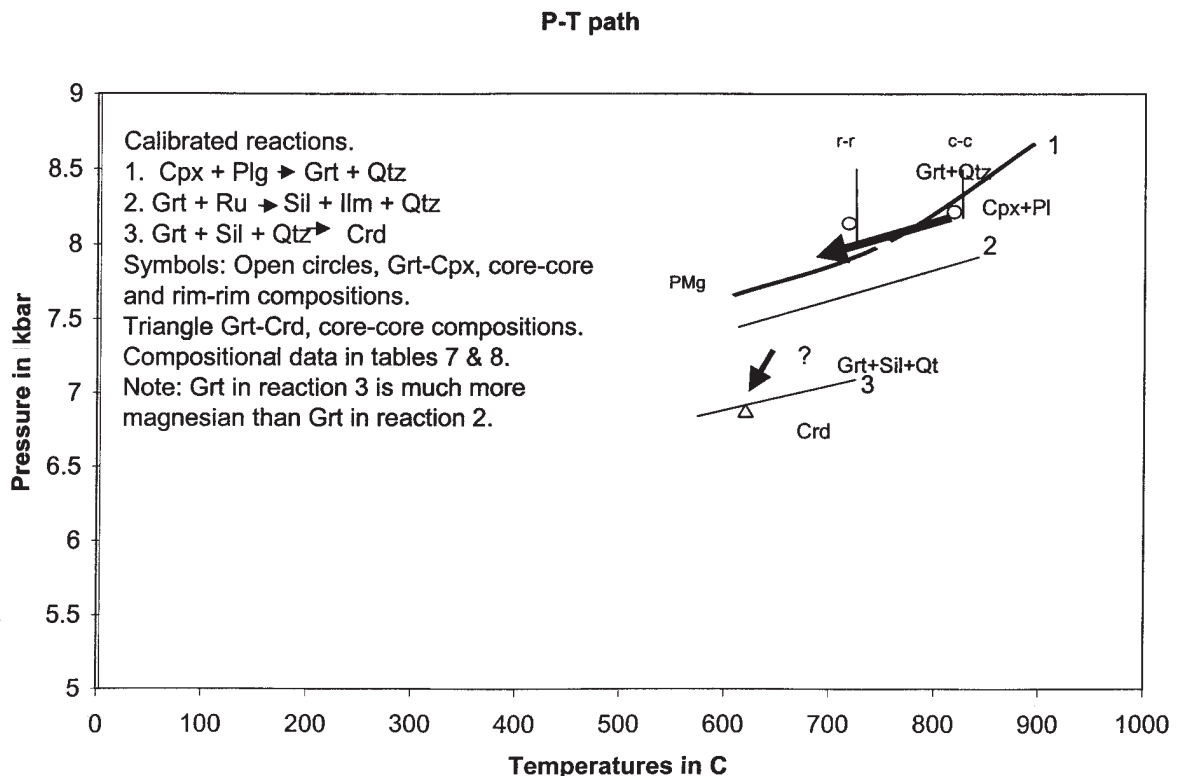 P-T path
9
8.5
8
7.5
7
6.5
6
5.5
5
Pressure in kbar
Calibrated reactions.
1. Cpx + Plg → Grt + Qtz
2. Grt + Ru → Sil + Ilm + Qtz
3. Grt + Sil + Qtz → Crd
Symbols: Open circles, Grt-Cpx, core-core
and rim-rim compositions.
Triangle Grt-Crd, core-core compositions.
Compositional data in tables 7 & 8.
Note: Grt in reaction 3 is much more
magnesian than Grt in reaction 2.
r-r
c-c
1
Grt+Qtz
Cpx+Pl
2
PMg
?
Grt+Sil+Qt
3
Crd
0 100 200 300 400 500 600 700 800 900 1000
Temperatures in C